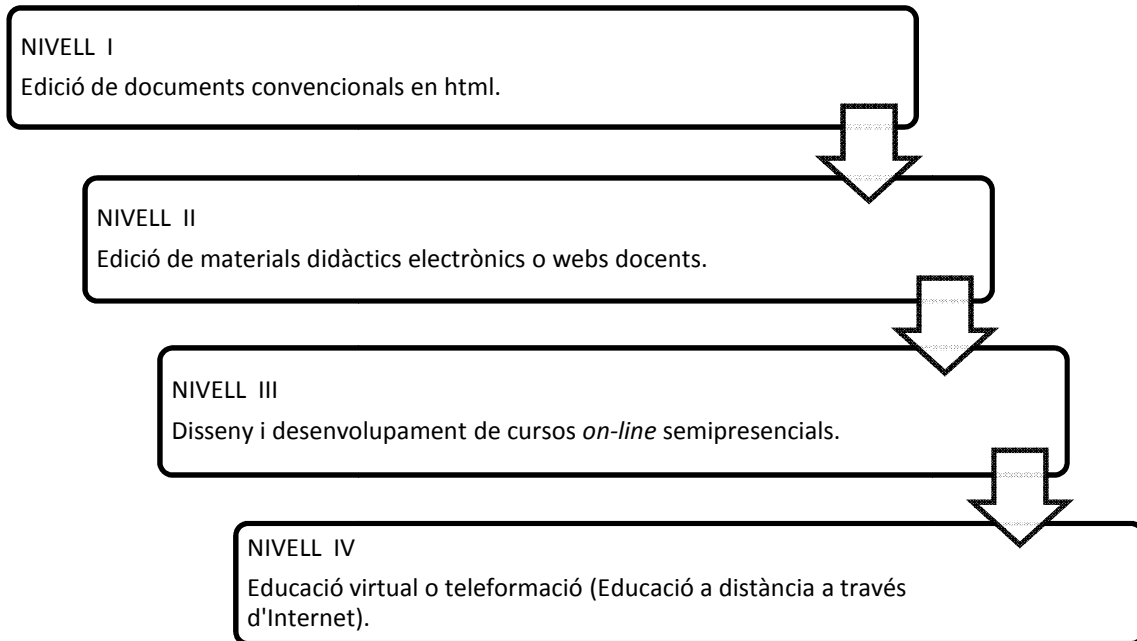 NIVELL I
Edició de documents convencionals en html.
NIVELL II
Edició de materials didàctics electrònics o webs docents.
NIVELL III
Disseny i desenvolupament de cursos on-line semipresencials.
NIVELL IV
Educació virtual o teleformació (Educació a distància a través
d'Internet).